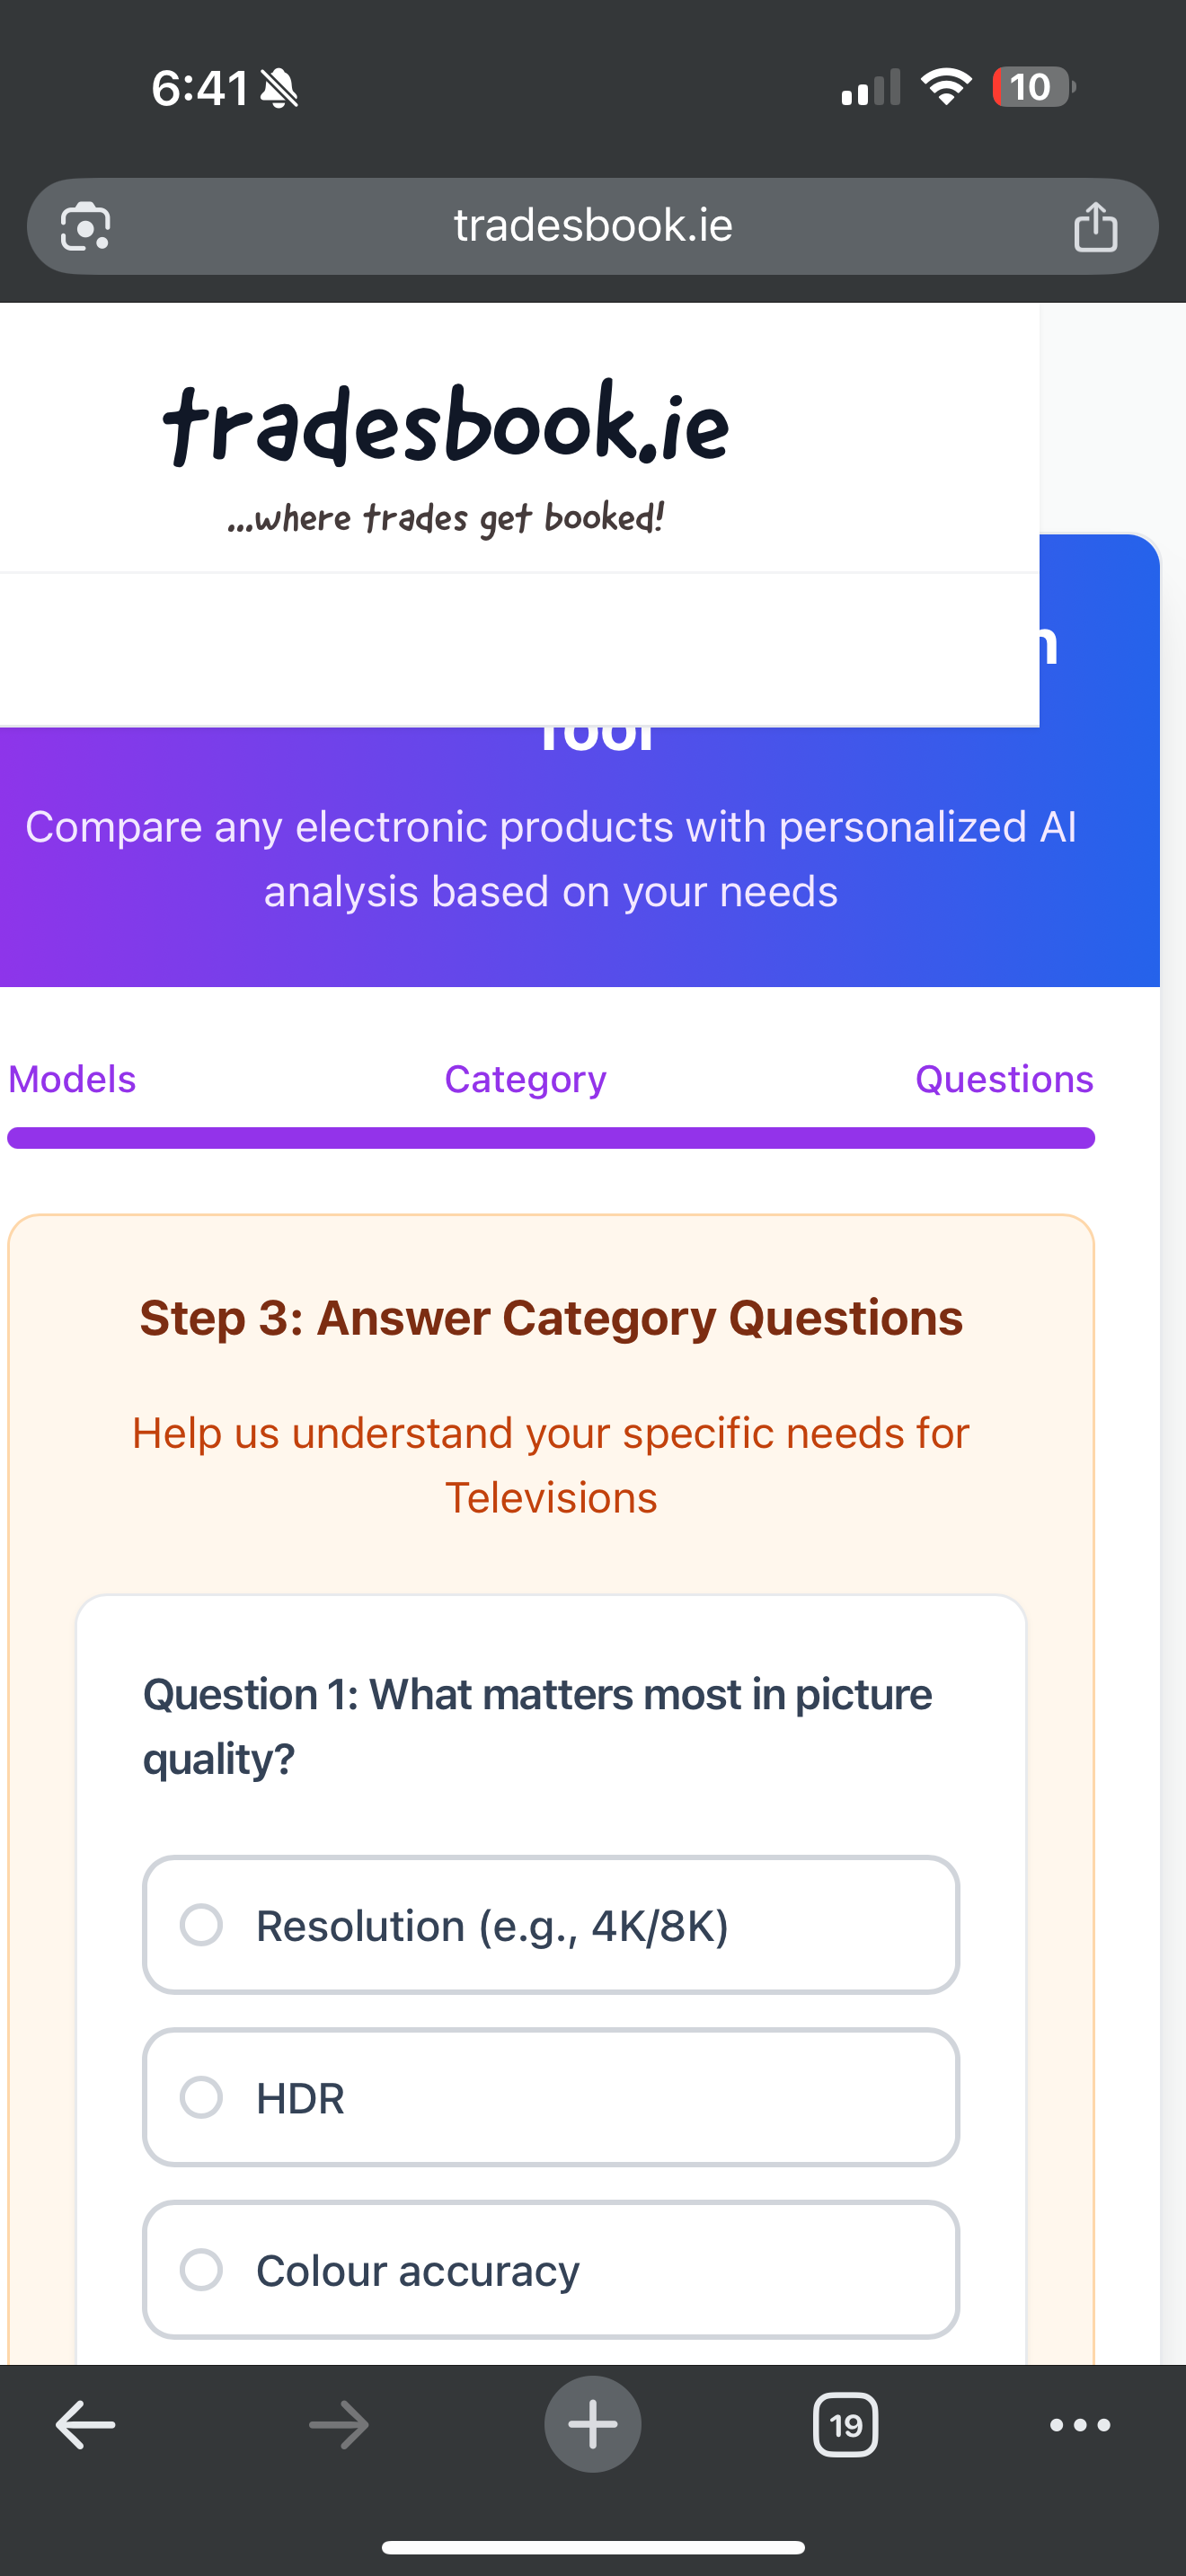 6:41
10
tradesbook.ie
tradesbook.ie
...where trades get booked!
Tool
Compare any electronic products with personalized AI
analysis based on your needs
Models
Category
Questions
Step 3: Answer Category Questions
Help us understand your specific needs for
Televisions
Question 1: What matters most in picture
quality?
Resolution (e.g., 4K/8K)
HDR
Colour accuracy
19